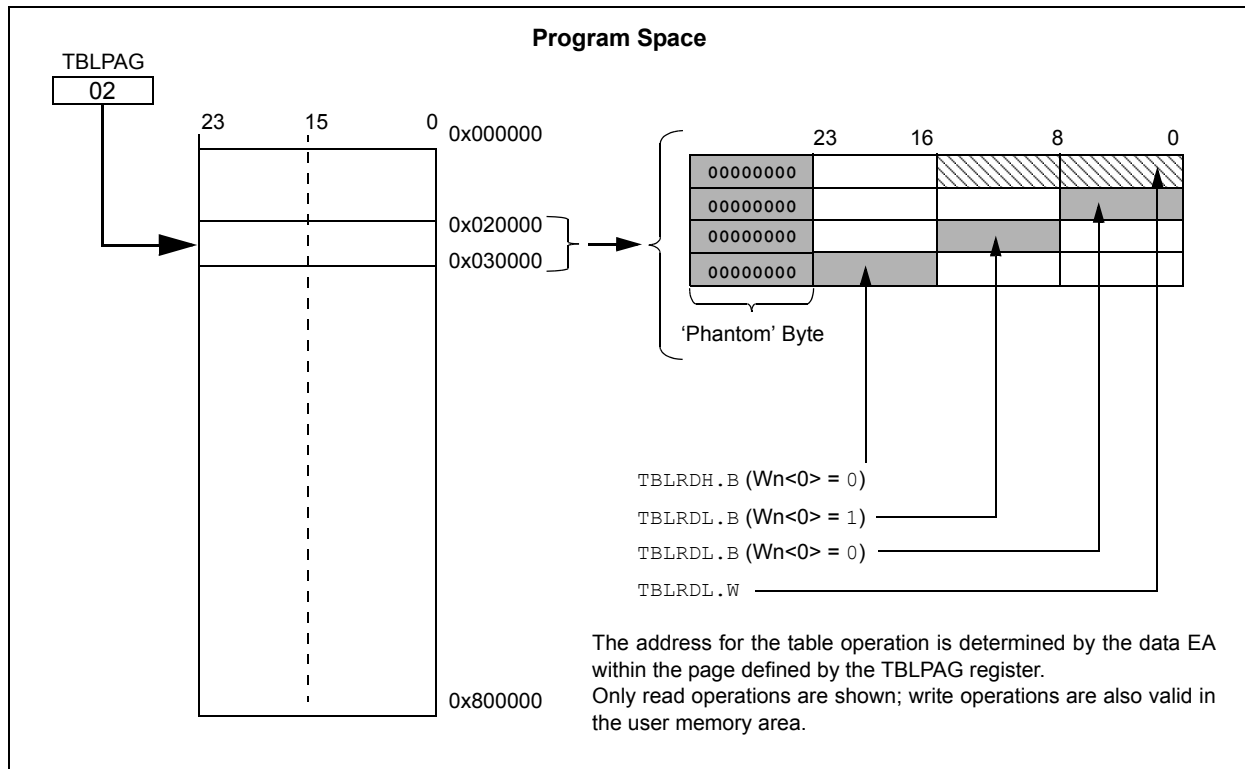 Program Space
TBLPAG
02
23 15 0
0x000000
0x020000
0x030000
0x800000
23 16 8 0
00000000
00000000
00000000
00000000
‘Phantom’ Byte
TBLRDH.B (Wn<0> = 0)
TBLRDL.B (Wn<0> = 1)
TBLRDL.B (Wn<0> = 0)
TBLRDL.W
The address for the table operation is determined by the data EA
within the page defined by the TBLPAG register.
Only read operations are shown; write operations are also valid in
the user memory area.